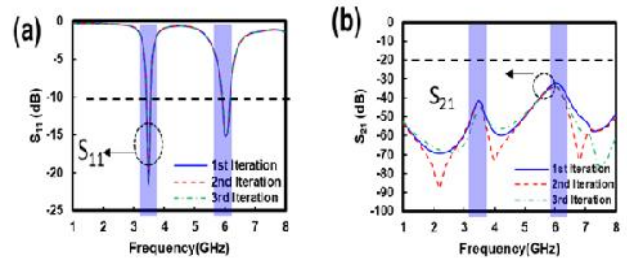 (a)
0
-5
-10
-15
-20
-25
S11 (dB)
S11
1st Iteration
2nd Iteration
3rd Iteration
1 2 3 4 5 6 7 8
Frequency(GHz)
(b)
0
-10
-20
-30
-40
-50
-60
-70
-80
-90
-100
S21 (dB)
S21
1st Iteration
2nd Iteration
3rd Iteration
1 2 3 4 5 6 7 8
Frequency(GHz)